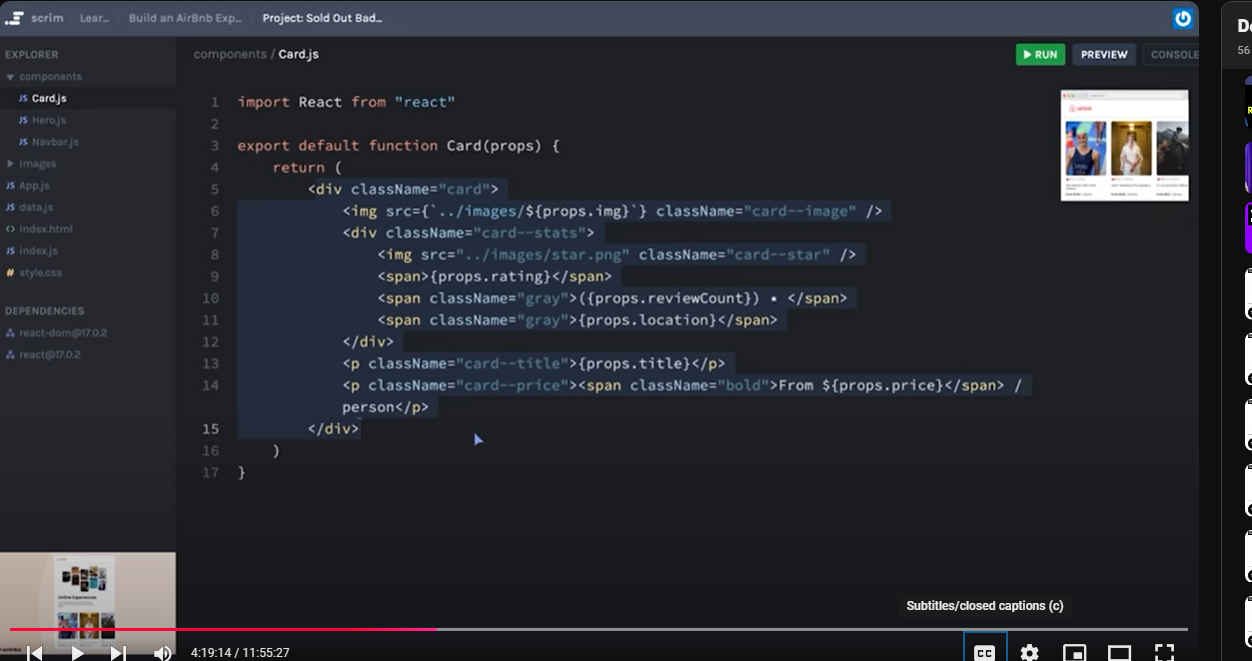 scrim Lear... Build an AirBnb Exp... Project: Sold Out Bad...
EXPLORER
components
JS Card.js
JS Hero.js
JS Navbar.js
images
JS App.js
JS data.js
<> index.html
JS index.js
# style.css
DEPENDENCIES
react-dom@17.0.2
react@17.0.2
components / Card.js
RUN PREVIEW CONSOLE
1 import React from "react"
2
3 export default function Card(props) {
4 return (
5 <div className="card">
6 <img src={`../images/${props.img}`} className="card--image" />
7 <div className="card--stats">
8 <img src="../images/star.png" className="card--star" />
9 <span>{props.rating}</span>
10 <span className="gray">({props.reviewCount}) • </span>
11 <span className="gray">{props.location}</span>
12 </div>
13 <p className="card--title">{props.title}</p>
14 <p className="card--price"><span className="bold">From ${props.price}</span> /
person</p>
15 </div>
16 )
17 }
airbnb
Online Experiences
Subtitles/closed captions (c)
4:19:14 / 11:55:27
CC
De
56